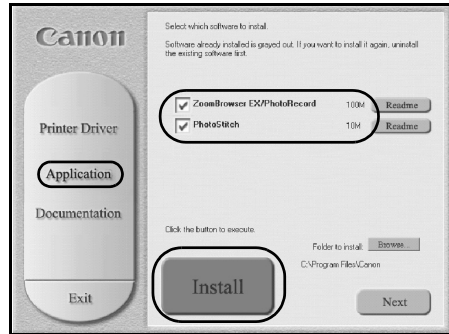 Canon
Select which software to install.
Software already installed is grayed out. If you want to install it again, uninstall
the existing software first.
ZoomBrowser EX/PhotoRecord 100M Readme
PhotoStitch 10M Readme
Printer Driver
Application
Documentation
Click the button to execute.
Folder to install: Browse...
C:\Program Files\Canon
Install
Exit
Next